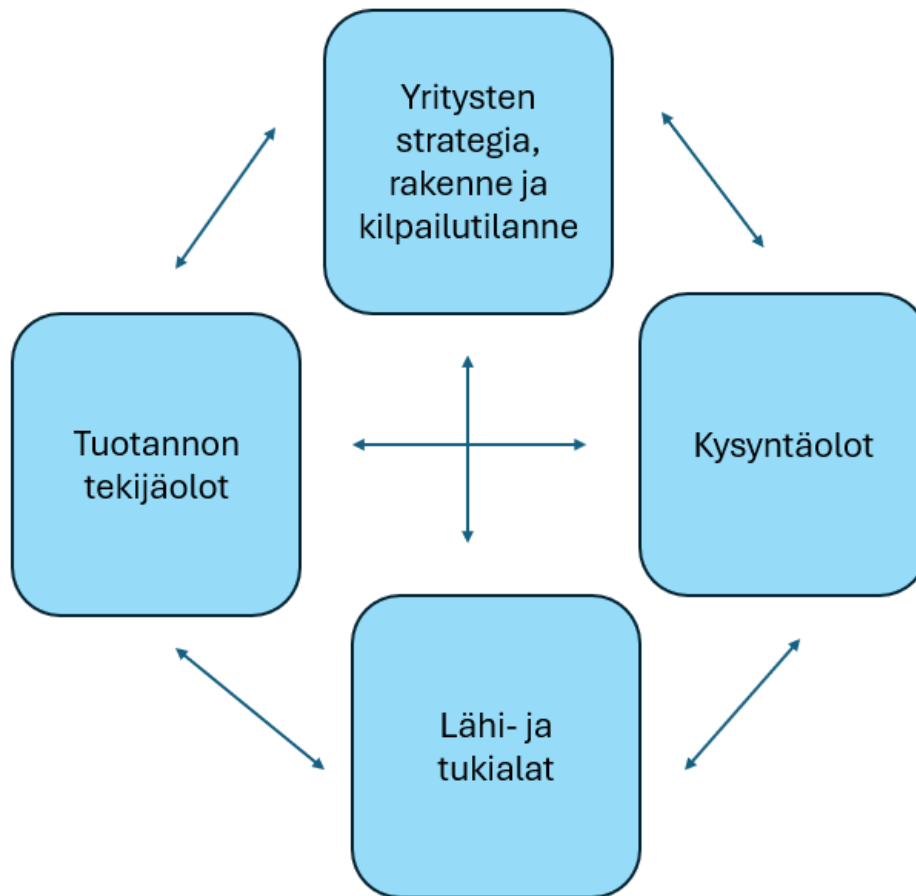 Yritysten
strategia,
rakenne ja
kilpailutilanne
Tuotannon
tekijäolot
Kysyntäolot
Lähi- ja
tukialat